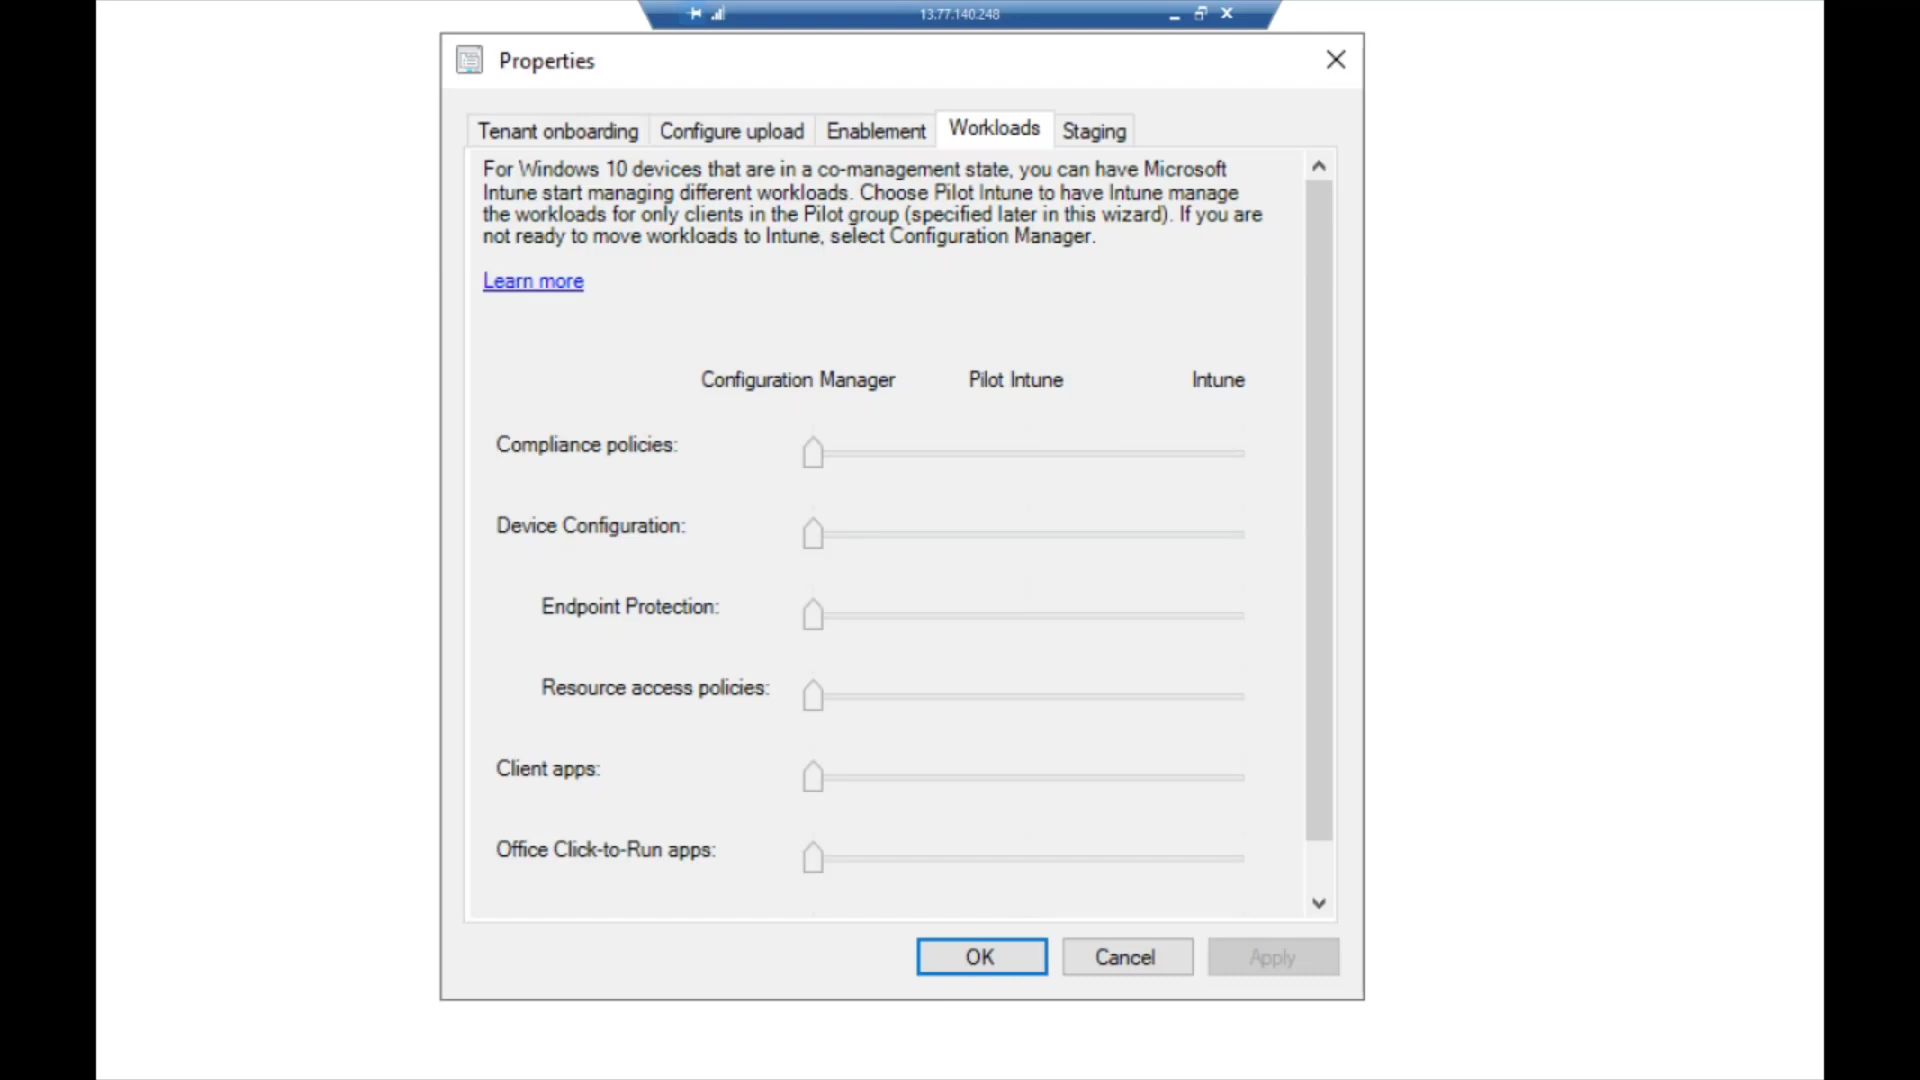 13.77.140.248
Properties
Tenant onboarding
Configure upload
Enablement
Workloads
Staging
For Windows 10 devices that are in a co-management state, you can have Microsoft
Intune start managing different workloads. Choose Pilot Intune to have Intune manage
the workloads for only clients in the Pilot group (specified later in this wizard). If you are
not ready to move workloads to Intune, select Configuration Manager.
Learn more
Configuration Manager
Pilot Intune
Intune
Compliance policies:
Device Configuration:
Endpoint Protection:
Resource access policies:
Client apps:
Office Click-to-Run apps:
OK
Cancel
Apply